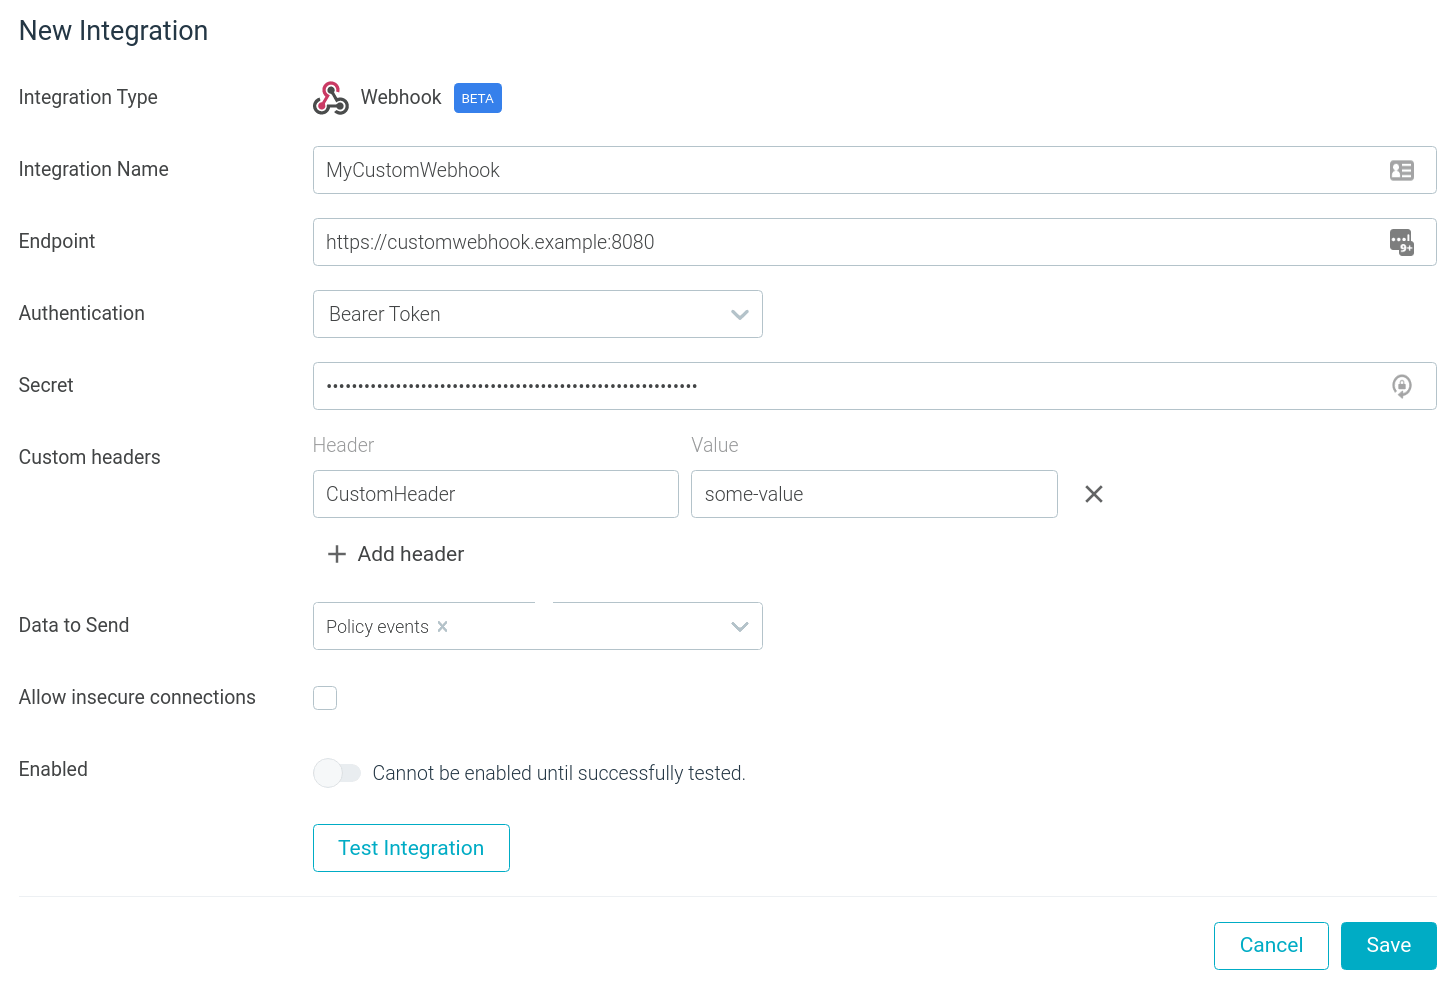 New Integration
Integration Type
Webhook BETA
Integration Name
MyCustomWebhook
Endpoint
https://customwebhook.example:8080
9+
Authentication
Bearer Token
Secret
Custom headers
Header Value
CustomHeader some-value
Add header
Data to Send
Policy events
Allow insecure connections
Enabled
Cannot be enabled until successfully tested.
Test Integration
Cancel Save